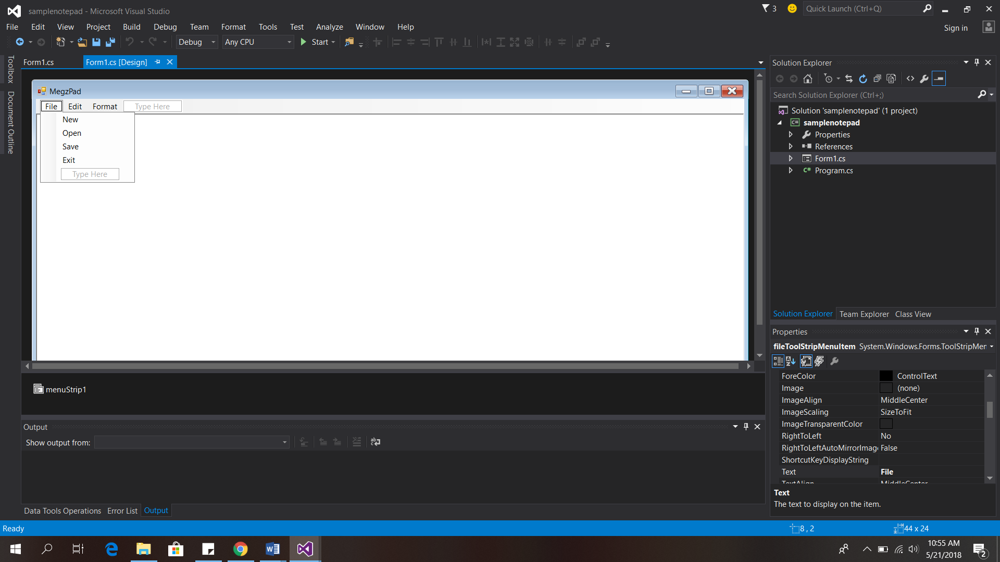 samplenotepad - Microsoft Visual Studio
3
Quick Launch (Ctrl+Q)
File Edit View Project Build Debug Team Format Tools Test Analyze Window Help
Sign in
Debug Any CPU Start
Toolbox
Document Outline
Form1.cs Form1.cs [Design]
MegzPad
File Edit Format Type Here
New
Open
Save
Exit
Type Here
menuStrip1
Output
Show output from:
Data Tools Operations Error List Output
Solution Explorer
Search Solution Explorer (Ctrl+;)
Solution 'samplenotepad' (1 project)
C# samplenotepad
Properties
References
Form1.cs
C# Program.cs
Solution Explorer Team Explorer Class View
Properties
fileToolStripMenuItem System.Windows.Forms.ToolStripMen
ForeColor ControlText
Image (none)
ImageAlign MiddleCenter
ImageScaling SizeToFit
ImageTransparentColor
RightToLeft No
RightToLeftAutoMirrorImage False
ShortcutKeyDisplayString
Text File
TextAlign MiddleCenter
Text
The text to display on the item.
Ready
8 , 2
44 x 24
10:55 AM
5/21/2018
2